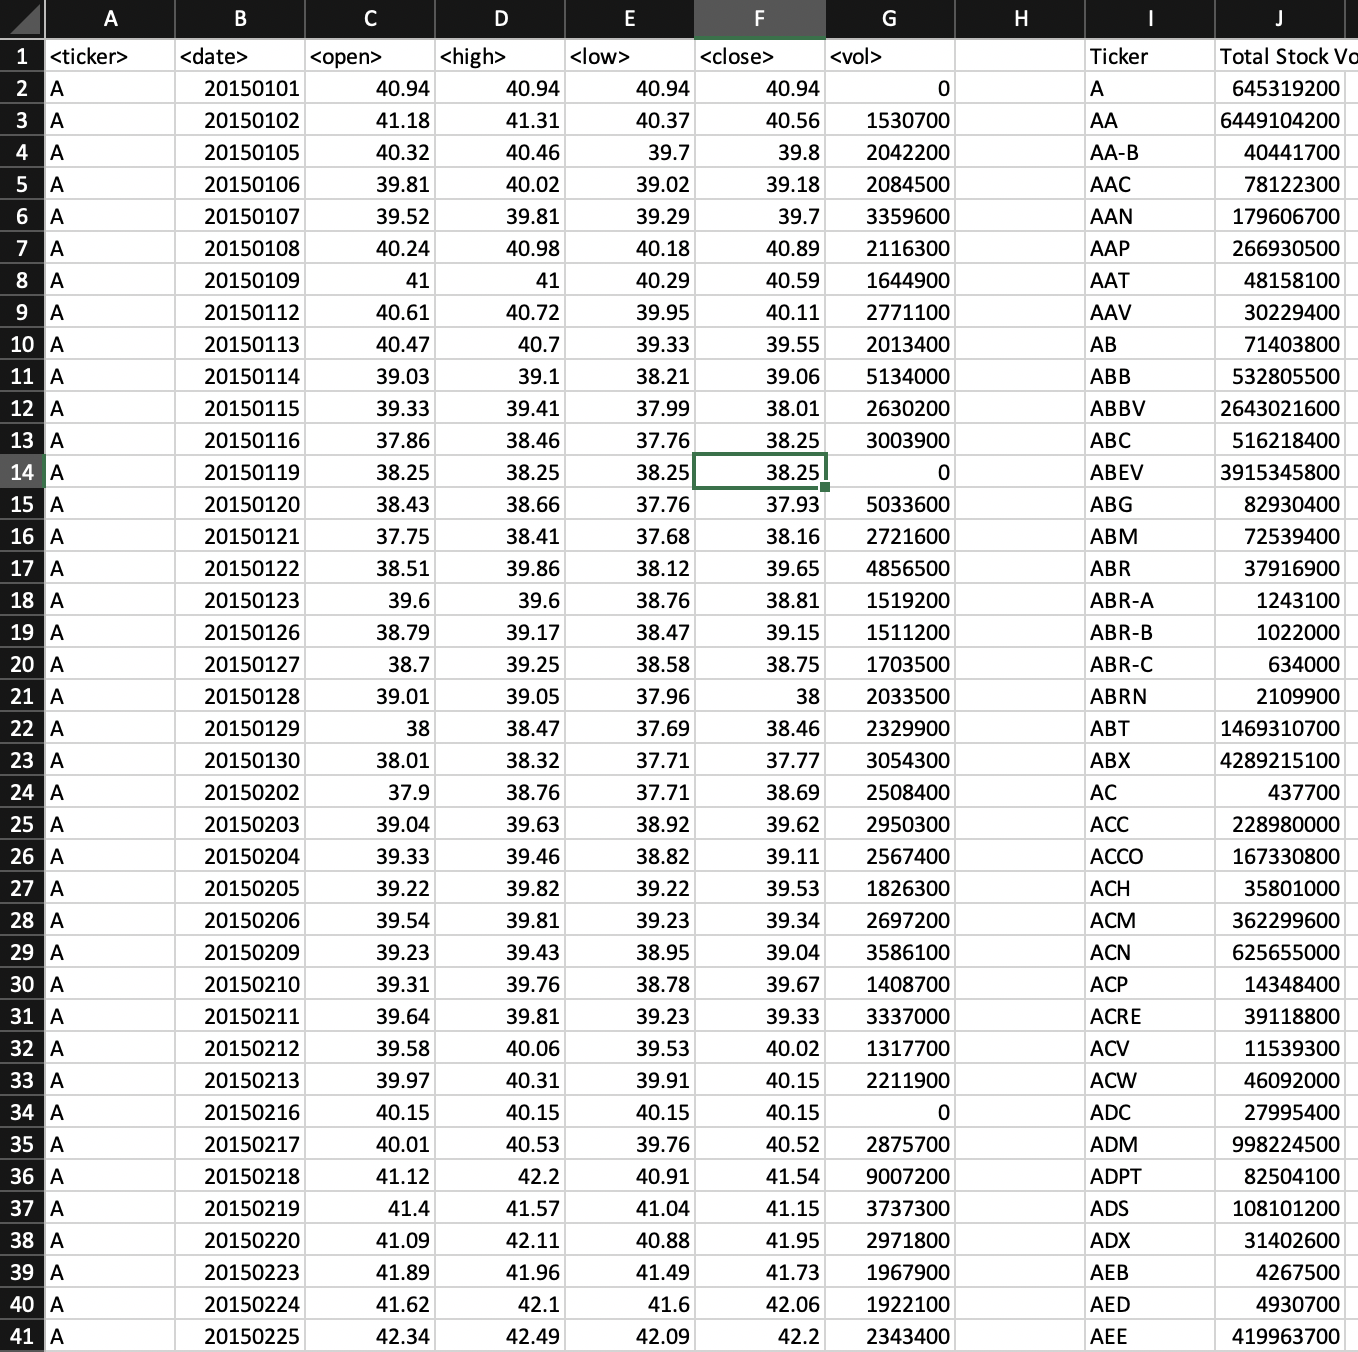 A B C D E F G H I J
1 <ticker> <date> <open> <high> <low> <close> <vol> Ticker Total Stock Vo
2 A 20150101 40.94 40.94 40.94 40.94 0 A 645319200
3 A 20150102 41.18 41.31 40.37 40.56 1530700 AA 6449104200
4 A 20150105 40.32 40.46 39.7 39.8 2042200 AA-B 40441700
5 A 20150106 39.81 40.02 39.02 39.18 2084500 AAC 78122300
6 A 20150107 39.52 39.81 39.29 39.7 3359600 AAN 179606700
7 A 20150108 40.24 40.98 40.18 40.89 2116300 AAP 266930500
8 A 20150109 41 41 40.29 40.59 1644900 AAT 48158100
9 A 20150112 40.61 40.72 39.95 40.11 2771100 AAV 30229400
10 A 20150113 40.47 40.7 39.33 39.55 2013400 AB 71403800
11 A 20150114 39.03 39.1 38.21 39.06 5134000 ABB 532805500
12 A 20150115 39.33 39.41 37.99 38.01 2630200 ABBV 2643021600
13 A 20150116 37.86 38.46 37.76 38.25 3003900 ABC 516218400
14 A 20150119 38.25 38.25 38.25 38.25 0 ABEV 3915345800
15 A 20150120 38.43 38.66 37.76 37.93 5033600 ABG 82930400
16 A 20150121 37.75 38.41 37.68 38.16 2721600 ABM 72539400
17 A 20150122 38.51 39.86 38.12 39.65 4856500 ABR 37916900
18 A 20150123 39.6 39.6 38.76 38.81 1519200 ABR-A 1243100
19 A 20150126 38.79 39.17 38.47 39.15 1511200 ABR-B 1022000
20 A 20150127 38.7 39.25 38.58 38.75 1703500 ABR-C 634000
21 A 20150128 39.01 39.05 37.96 38 2033500 ABRN 2109900
22 A 20150129 38 38.47 37.69 38.46 2329900 ABT 1469310700
23 A 20150130 38.01 38.32 37.71 37.77 3054300 ABX 4289215100
24 A 20150202 37.9 38.76 37.71 38.69 2508400 AC 437700
25 A 20150203 39.04 39.63 38.92 39.62 2950300 ACC 228980000
26 A 20150204 39.33 39.46 38.82 39.11 2567400 ACCO 167330800
27 A 20150205 39.22 39.82 39.22 39.53 1826300 ACH 35801000
28 A 20150206 39.54 39.81 39.23 39.34 2697200 ACM 362299600
29 A 20150209 39.23 39.43 38.95 39.04 3586100 ACN 625655000
30 A 20150210 39.31 39.76 38.78 39.67 1408700 ACP 14348400
31 A 20150211 39.64 39.81 39.23 39.33 3337000 ACRE 39118800
32 A 20150212 39.58 40.06 39.53 40.02 1317700 ACV 11539300
33 A 20150213 39.97 40.31 39.91 40.15 2211900 ACW 46092000
34 A 20150216 40.15 40.15 40.15 40.15 0 ADC 27995400
35 A 20150217 40.01 40.53 39.76 40.52 2875700 ADM 998224500
36 A 20150218 41.12 42.2 40.91 41.54 9007200 ADPT 82504100
37 A 20150219 41.4 41.57 41.04 41.15 3737300 ADS 108101200
38 A 20150220 41.09 42.11 40.88 41.95 2971800 ADX 31402600
39 A 20150223 41.89 41.96 41.49 41.73 1967900 AEB 4267500
40 A 20150224 41.62 42.1 41.6 42.06 1922100 AED 4930700
41 A 20150225 42.34 42.49 42.09 42.2 2343400 AEE 419963700